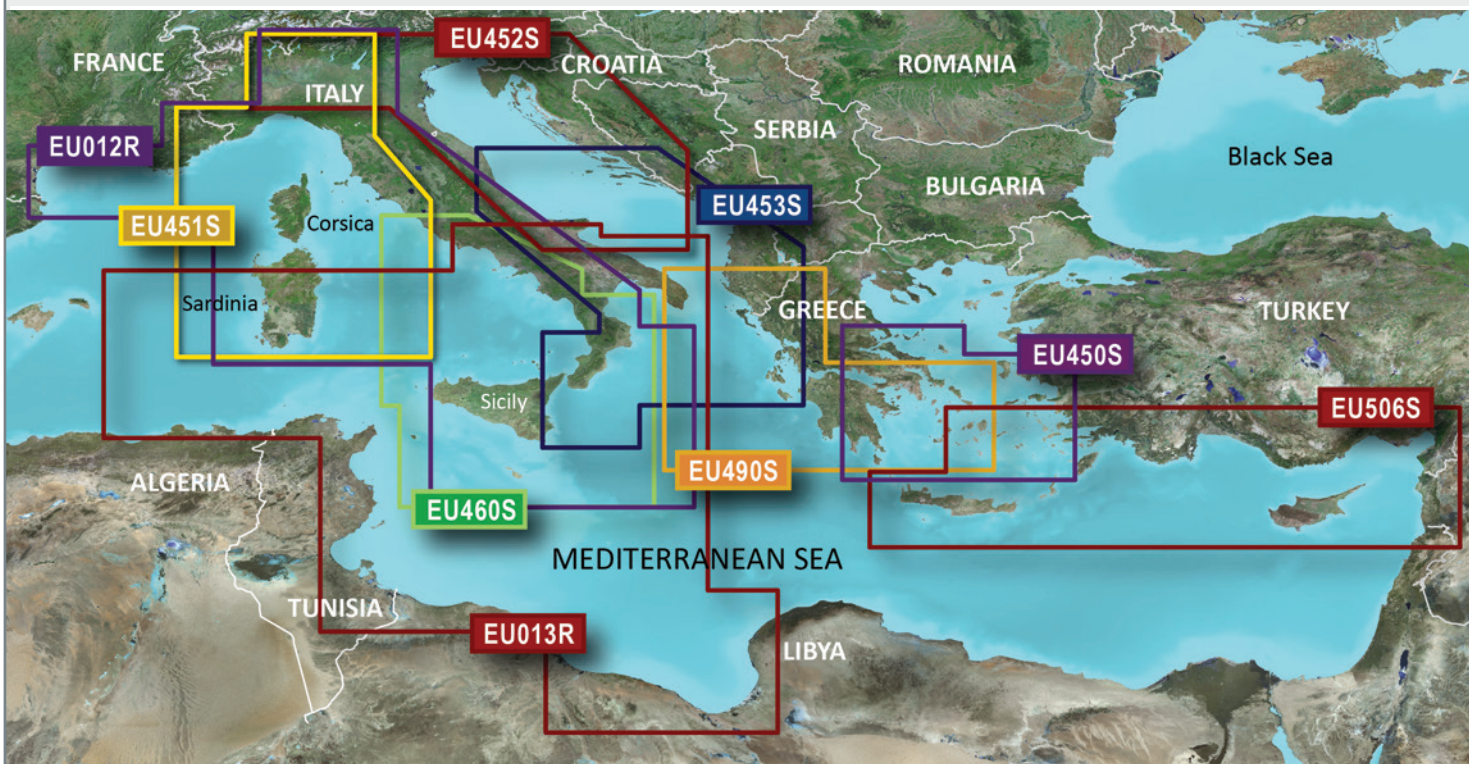 HUNGARY
EU452S
FRANCE
CROATIA
ROMANIA
ITALY
SERBIA
EU012R
Black Sea
BULGARIA
EU453S
EU451S
Corsica
Sardinia
GREECE
TURKEY
EU450S
Sicily
EU506S
EU490S
ALGERIA
EU460S
MEDITERRANEAN SEA
TUNISIA
EU013R
LIBYA